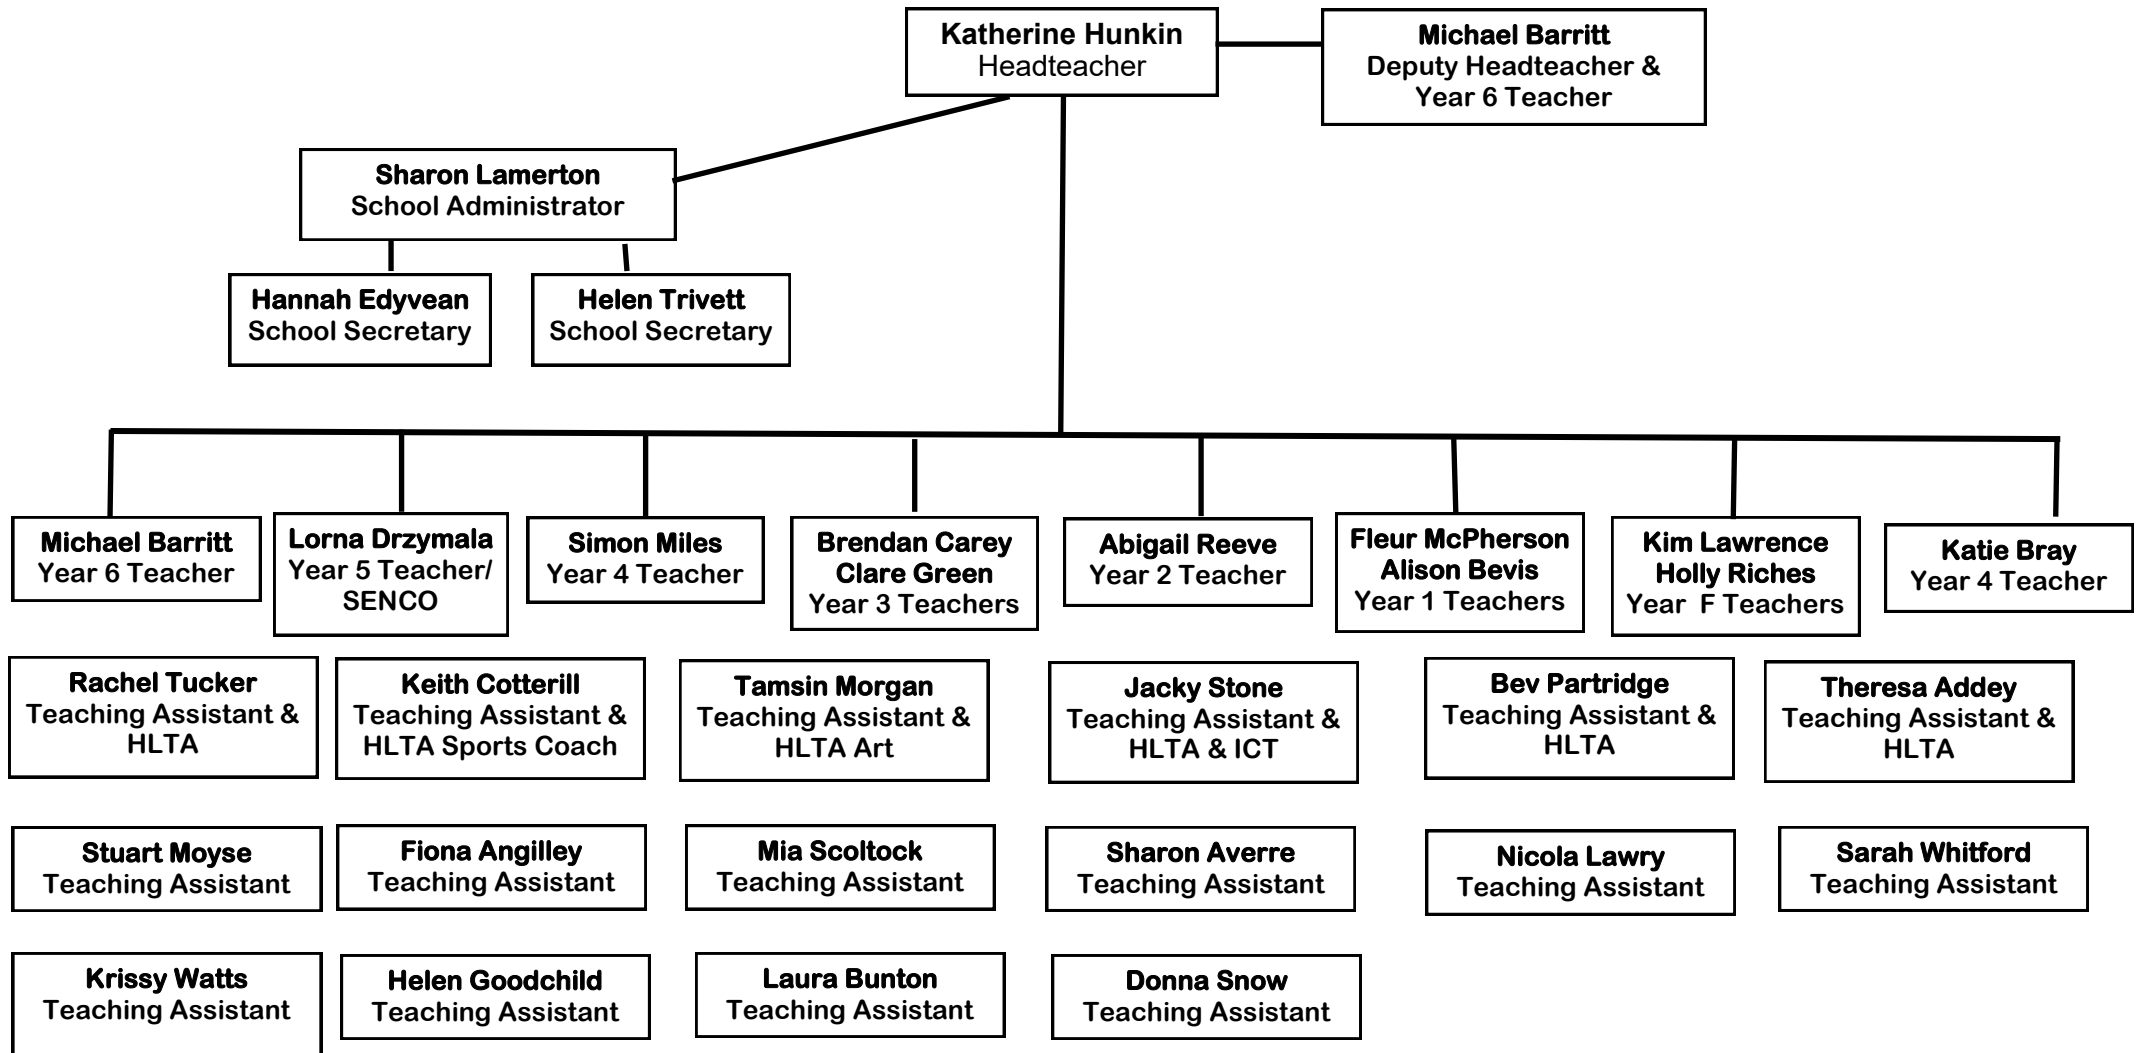 Katherine Hunkin
Headteacher
Michael Barritt
Deputy Headteacher &
Year 6 Teacher
Sharon Lamerton
School Administrator
Hannah Edyvean
School Secretary
Helen Trivett
School Secretary
Michael Barritt
Year 6 Teacher
Lorna Drzymala
Year 5 Teacher/
SENCO
Simon Miles
Year 4 Teacher
Brendan Carey
Clare Green
Year 3 Teachers
Abigail Reeve
Year 2 Teacher
Fleur McPherson
Alison Bevis
Year 1 Teachers
Kim Lawrence
Holly Riches
Year F Teachers
Katie Bray
Year 4 Teacher
Rachel Tucker
Teaching Assistant &
HLTA
Keith Cotterill
Teaching Assistant &
HLTA Sports Coach
Tamsin Morgan
Teaching Assistant &
HLTA Art
Jacky Stone
Teaching Assistant &
HLTA & ICT
Bev Partridge
Teaching Assistant &
HLTA
Theresa Addey
Teaching Assistant &
HLTA
Stuart Moyse
Teaching Assistant
Fiona Angilley
Teaching Assistant
Mia Scoltock
Teaching Assistant
Sharon Averre
Teaching Assistant
Nicola Lawry
Teaching Assistant
Sarah Whitford
Teaching Assistant
Krissy Watts
Teaching Assistant
Helen Goodchild
Teaching Assistant
Laura Bunton
Teaching Assistant
Donna Snow
Teaching Assistant